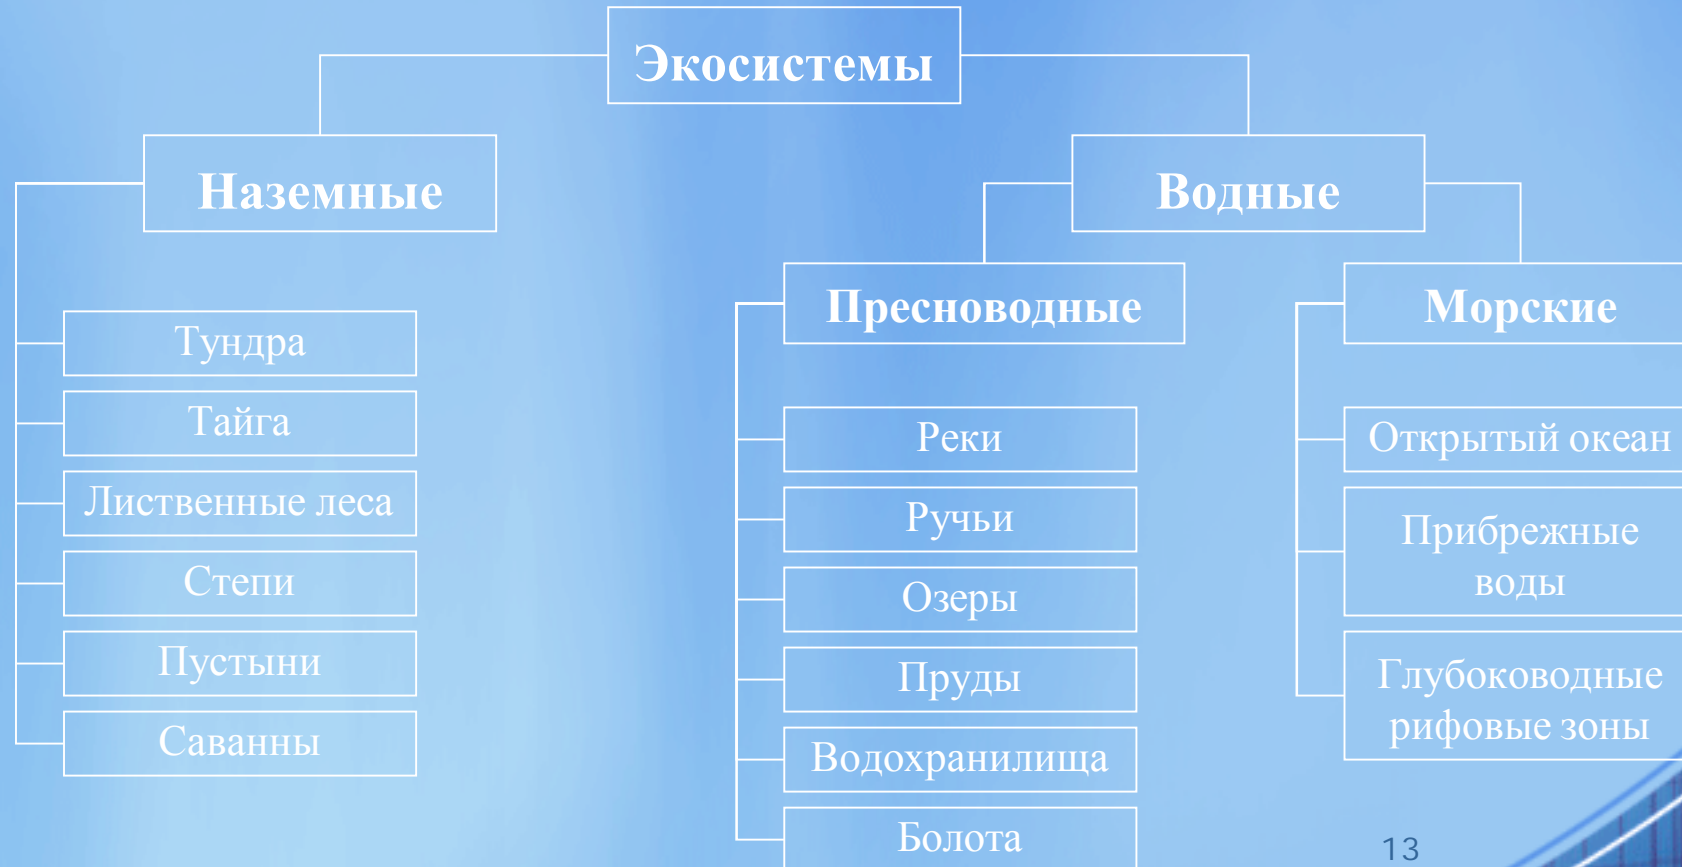 Экосистемы
Наземные
Тундра
Тайга
Лиственные леса
Степи
Пустыни
Саванны
Водные
Пресноводные
Реки
Ручьи
Озеры
Пруды
Водохранилища
Болота
Морские
Открытый океан
Прибрежные
воды
Глубоководные
рифовые зоны
13